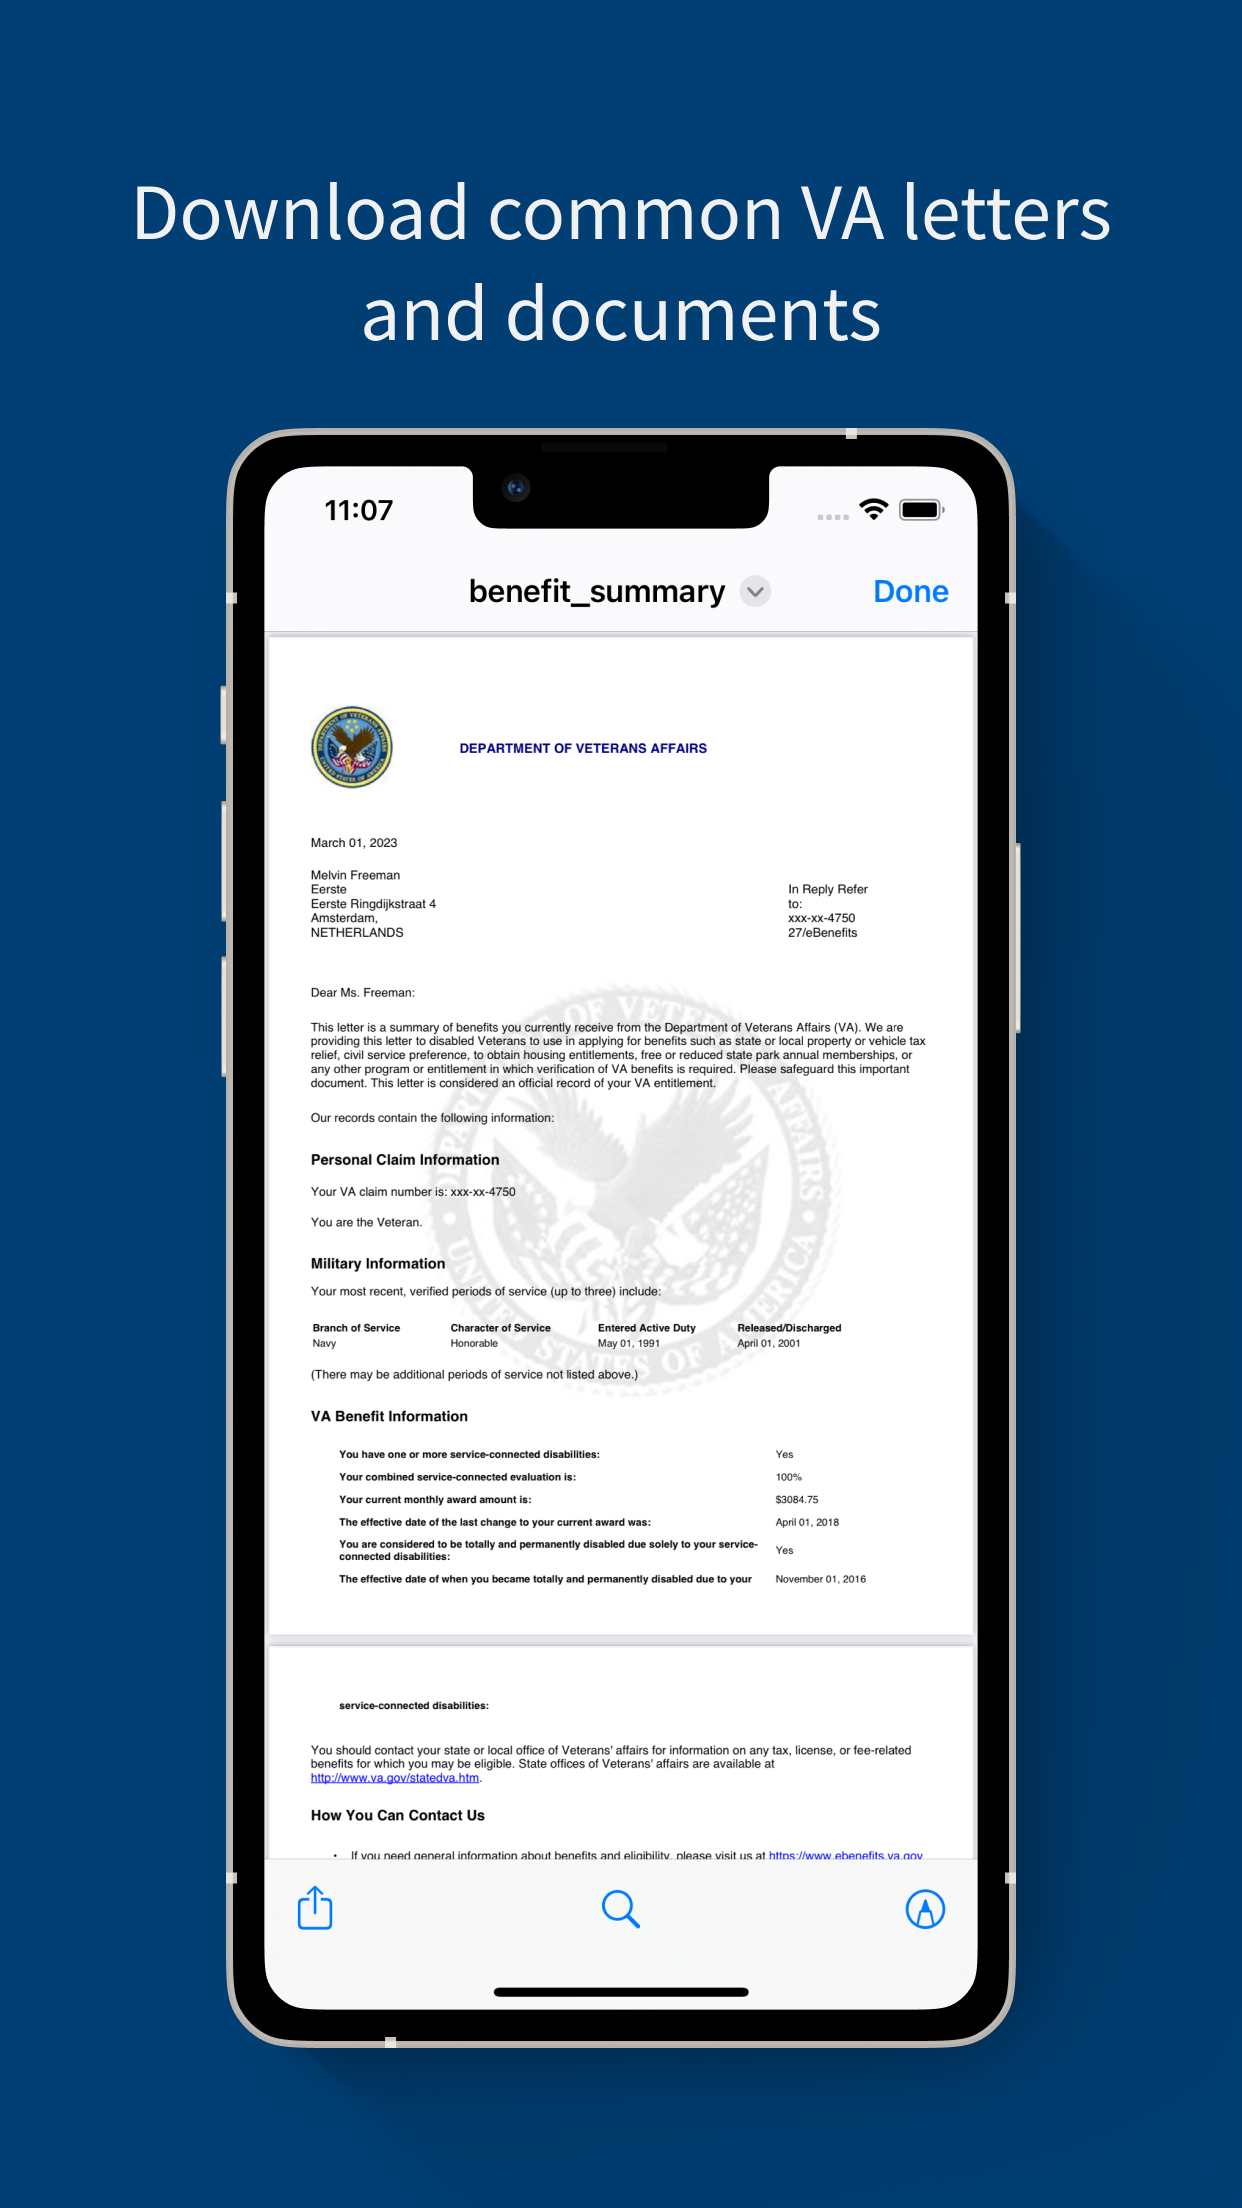 Download common VA letters
and documents
11:07
benefit_summary
Done
DEPARTMENT OF VETERANS AFFAIRS
March 01, 2023
Melvin Freeman
Eerste
Eerste Ringdijkstraat 4
Amsterdam,
NETHERLANDS
In Reply Refer
to:
xxx-xx-4750
27/eBenefits
Dear Ms. Freeman:
This letter is a summary of benefits you currently receive from the Department of Veterans Affairs (VA). We are
providing this letter to disabled Veterans to use in applying for benefits such as state or local property or vehicle tax
relief, civil service preference, to obtain housing entitlements, free or reduced state park annual memberships, or
any other program or entitlement in which verification of VA benefits is required. Please safeguard this important
document. This letter is considered an official record of your VA entitlement.
Our records contain the following information:
Personal Claim Information
Your VA claim number is: xxx-xx-4750
You are the Veteran.
Military Information
Your most recent, verified periods of service (up to three) include:
Branch of Service Character of Service Entered Active Duty Released/Discharged
Navy Honorable May 01, 1991 April 01, 2001
(There may be additional periods of service not listed above.)
VA Benefit Information
You have one or more service-connected disabilities: Yes
Your combined service-connected evaluation is: 100%
Your current monthly award amount is: $3084.75
The effective date of the last change to your current award was: April 01, 2018
You are considered to be totally and permanently disabled due solely to your service-
connected disabilities: Yes
The effective date of when you became totally and permanently disabled due to your November 01, 2016
service-connected disabilities:
You should contact your state or local office of Veterans' affairs for information on any tax, license, or fee-related
benefits for which you may be eligible. State offices of Veterans' affairs are available at
http://www.va.gov/statedva.htm.
How You Can Contact Us
• If you need general information about benefits and eligibility, please visit us at https://www.ebenefits.va.gov
DEPARTMENT OF VETERANS AFFAIRS
UNITED STATES OF AMERICA